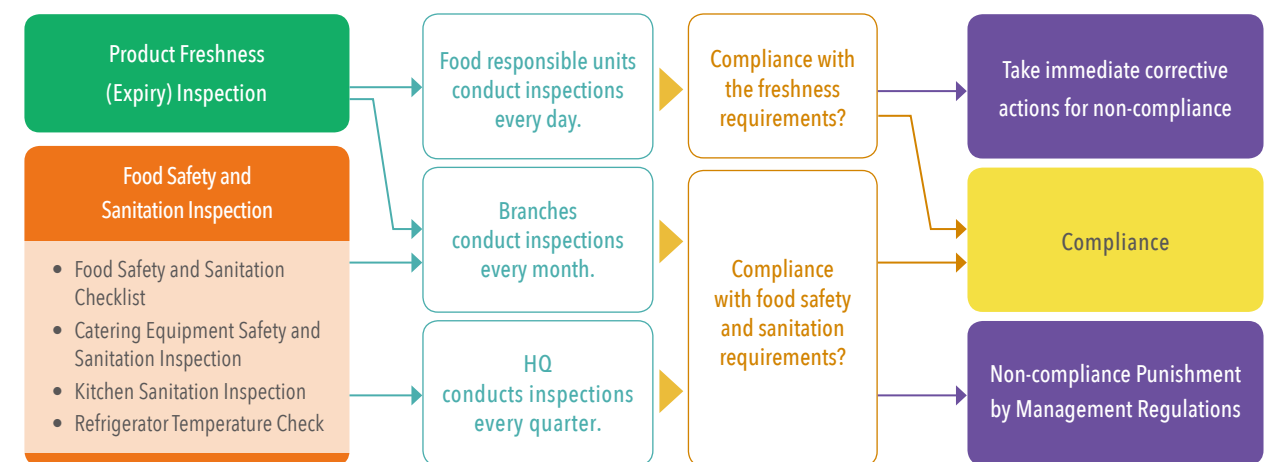 Product Freshness
(Expiry) Inspection
Food Safety and
Sanitation Inspection
• Food Safety and Sanitation
Checklist
• Catering Equipment Safety and
Sanitation Inspection
• Kitchen Sanitation Inspection
• Refrigerator Temperature Check
Food responsible units
conduct inspections
every day.
Branches
conduct inspections
every month.
HQ
conducts inspections
every quarter.
Compliance with
the freshness
requirements?
Compliance
with food safety
and sanitation
requirements?
Take immediate corrective
actions for non-compliance
Compliance
Non-compliance Punishment
by Management Regulations